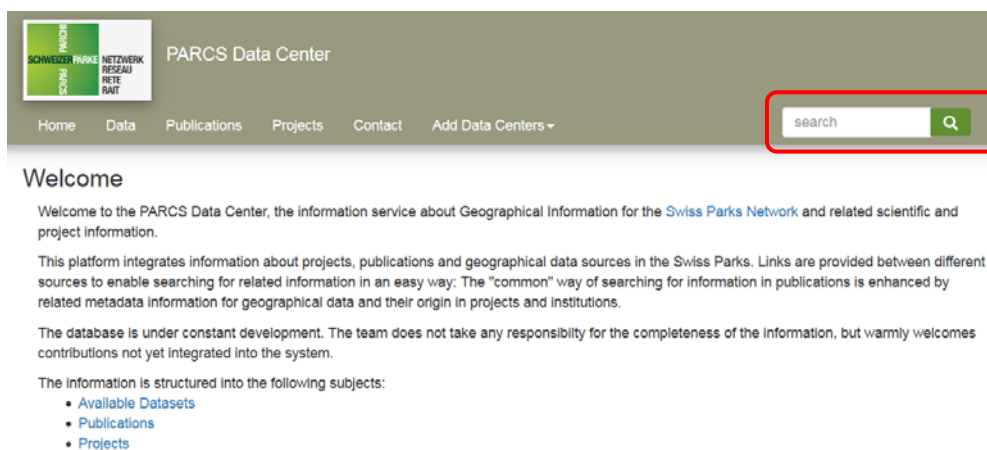 PARCHI
SCHWEIZER PARKE
PARCS
NETZWERK
RESEAU
RETE
RAIT
PARCS Data Center
Home Data Publications Projects Contact Add Data Centers
search
Welcome
Welcome to the PARCS Data Center, the information service about Geographical Information for the Swiss Parks Network and related scientific and
project information.
This platform integrates information about projects, publications and geographical data sources in the Swiss Parks. Links are provided between different
sources to enable searching for related information in an easy way: The "common" way of searching for information in publications is enhanced by
related metadata information for geographical data and their origin in projects and institutions.
The database is under constant development. The team does not take any responsibilty for the completeness of the information, but warmly welcomes
contributions not yet integrated into the system.
The information is structured into the following subjects:
• Available Datasets
• Publications
• Projects